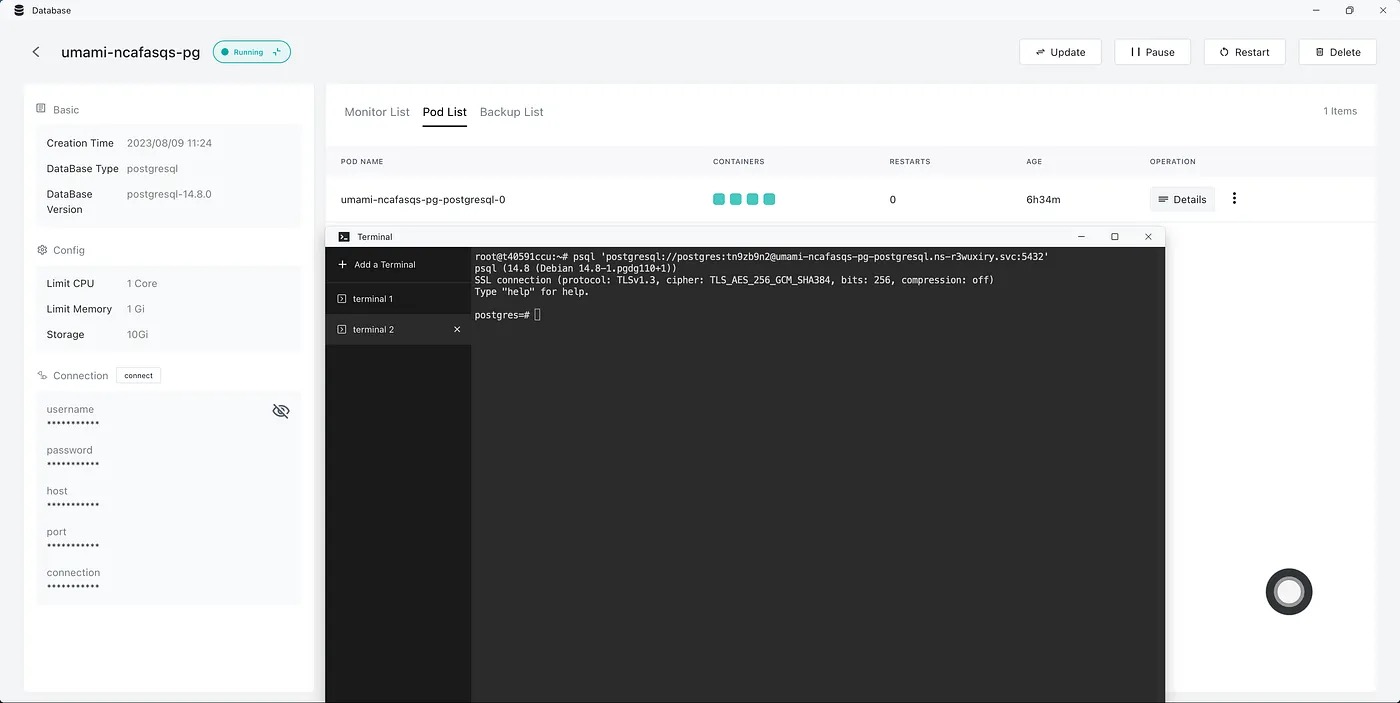 Database
umami-ncafasqs-pg
Running
Update
Pause
Restart
Delete
Basic
Creation Time 2023/08/09 11:24
DataBase Type postgresql
DataBase Version postgresql-14.8.0
Config
Limit CPU 1 Core
Limit Memory 1 Gi
Storage 10Gi
Connection connect
username
***********
password
***********
host
***********
port
***********
connection
***********
Monitor List Pod List Backup List 1 Items
POD NAME CONTAINERS RESTARTS AGE OPERATION
umami-ncafasqs-pg-postgresql-0 0 6h34m Details
Terminal
Add a Terminal
terminal 1
terminal 2
root@t40591ccu:~# psql 'postgresql://postgres:tn9zb9n2@umami-ncafasqs-pg-postgresql.ns-r3wuxiry.svc:5432'
psql (14.8 (Debian 14.8-1.pgdg110+1))
SSL connection (protocol: TLSv1.3, cipher: TLS_AES_256_GCM_SHA384, bits: 256, compression: off)
Type "help" for help.
postgres=#